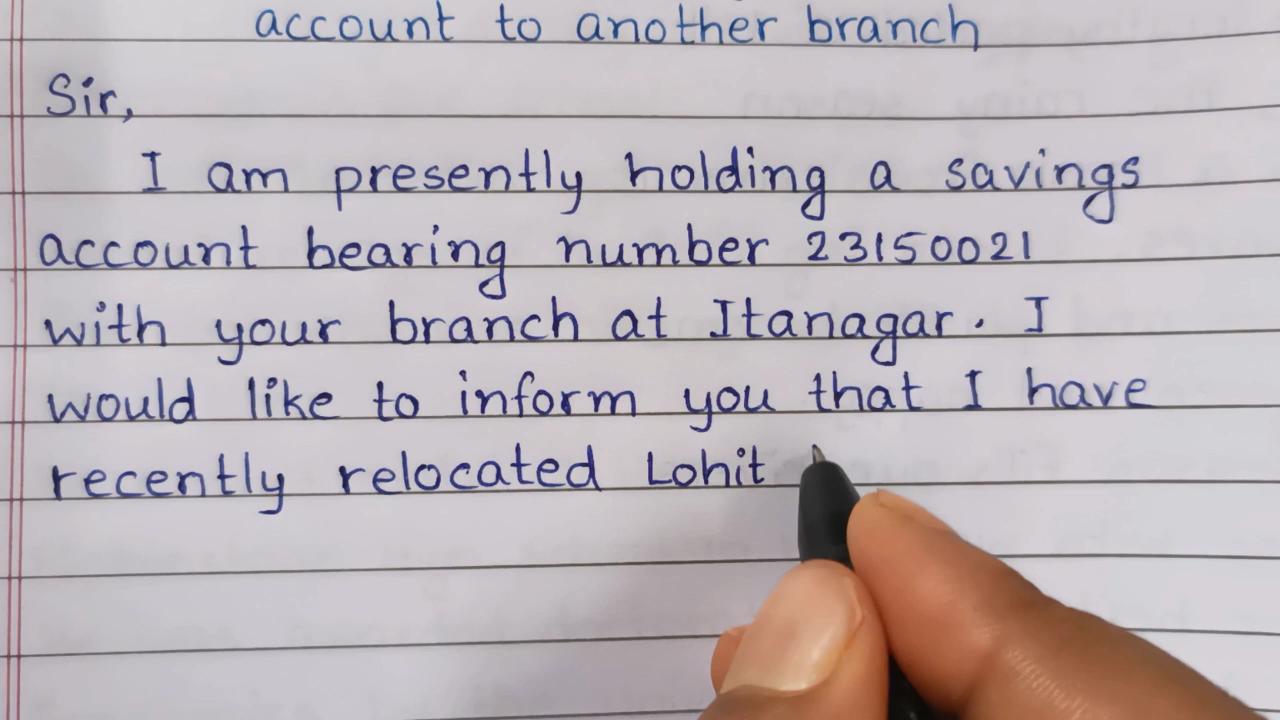 account to another branch
Sir,
I am presently holding a savings
account bearing number 23150021
with your branch at Itanagar. I
would like to inform you that I have
recently relocated Lohit